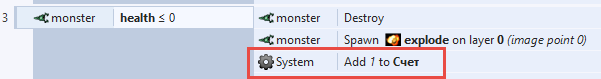 3 monster health ≤ 0 monster Destroy
monster Spawn explode on layer 0 (image point 0)
System Add 1 to Счет